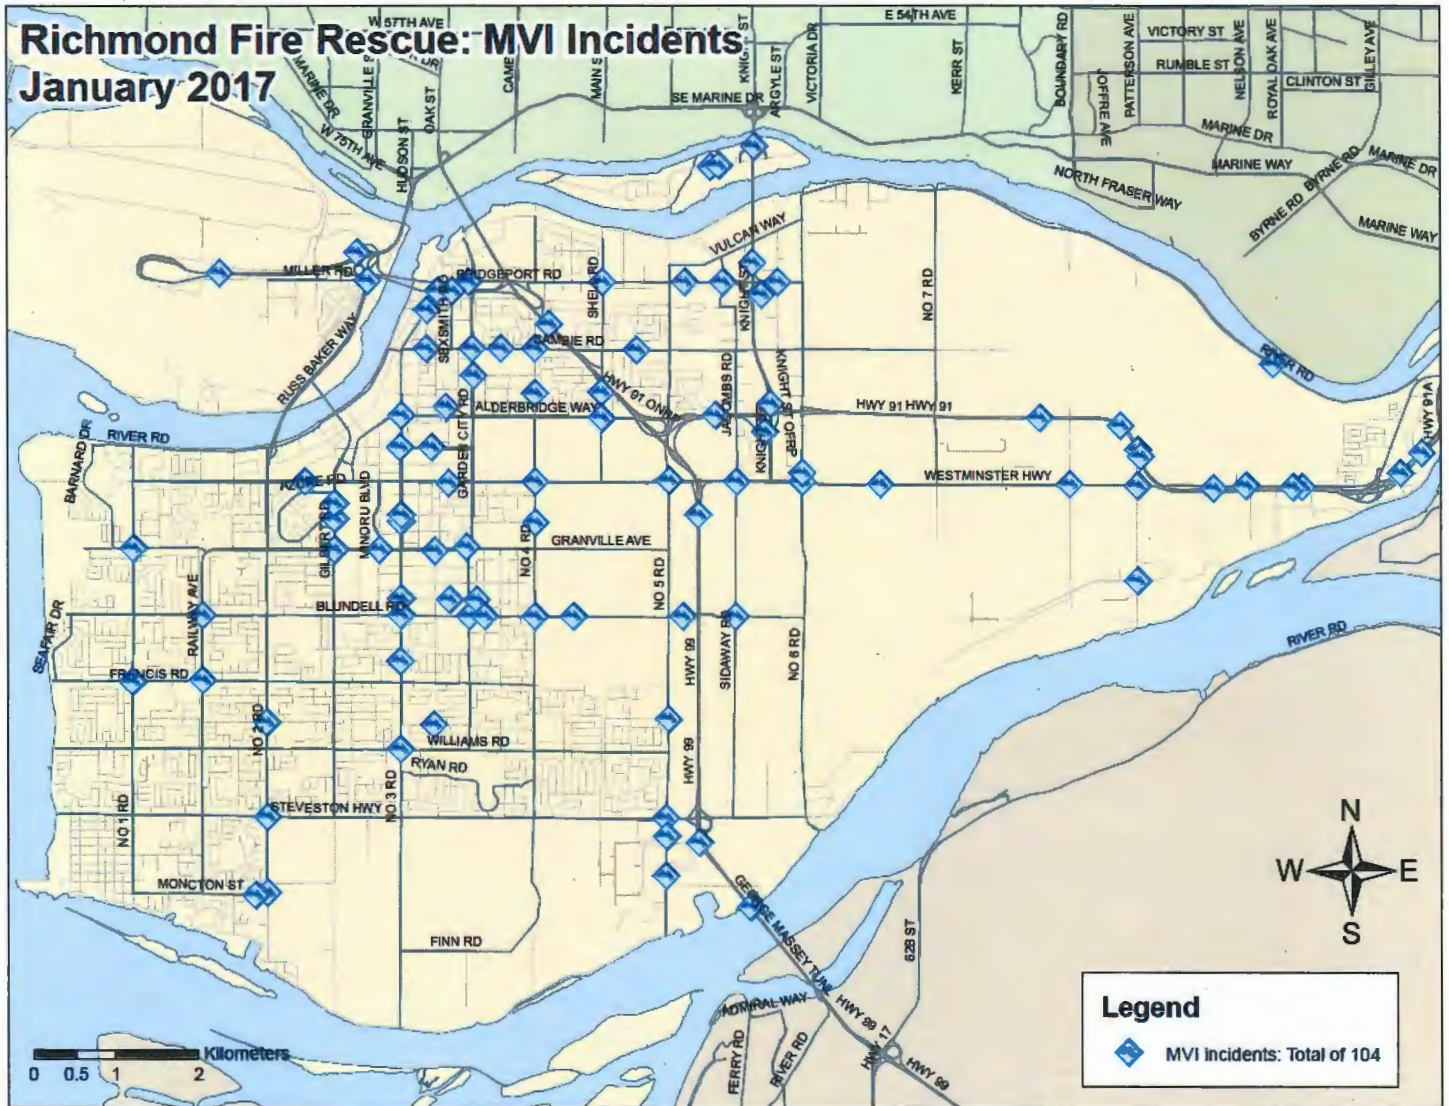 Richmond Fire Rescue: MVI Incidents
January 2017
W 57TH AVE
E 54TH AVE
MARINE DR
GRANVILLE S
OAK ST
MAIN S
KNIGHT ST
ARGYLE ST
VICTORIA DR
KERR ST
BOUNDARY RD
JOFFRE AVE
PATTERSON AVE
VICTORY ST
RUMBLE ST
NELSON AVE
ROYAL OAK AVE
CLINTON ST
GILLEY AVE
SE MARINE DR
W 75TH AVE
HUDSON ST
MARINE DR
MARINE WAY
NORTH FRASER WAY
BYRNE RD
BYRNE RD
MARINE DR
MARINE WAY
VULCAN WAY
MILLER RD
BRIDGEPORT RD
SEXSMITH RD
KNIGHT ST
NO 7 RD
CAMBIE RD
RUSS BAKER WAY
HWY 91 ONRP
JACOMBS RD
KNIGHT ST OFRP
RIVER RD
HWY 91A
ALDERBRIDGE WAY
HWY 91 HWY 91
BARNARD DR
RIVER RD
GARDEN CITY RD
MINORU BLVD
GILBERT RD
WESTMINSTER HWY
NO 4 RD
GRANVILLE AVE
NO 5 RD
SEAFAIR DR
RAILWAY AVE
BLUNDELL RD
HWY 99
SIDAWAY RD
NO 6 RD
RIVER RD
FRANCIS RD
NO 2 RD
WILLIAMS RD
RYAN RD
HWY 99
NO 1 RD
STEVESTON HWY
NO 3 RD
MONCTON ST
FINN RD
GEORGE MASSEY TUNL
62B ST
ADMIRAL WAY
HWY 99
FERRY RD
RIVER RD
HWY 17
HWY 99
N
W E
S
Legend
MVI Incidents: Total of 104
Kilometers
0 0.5 1 2